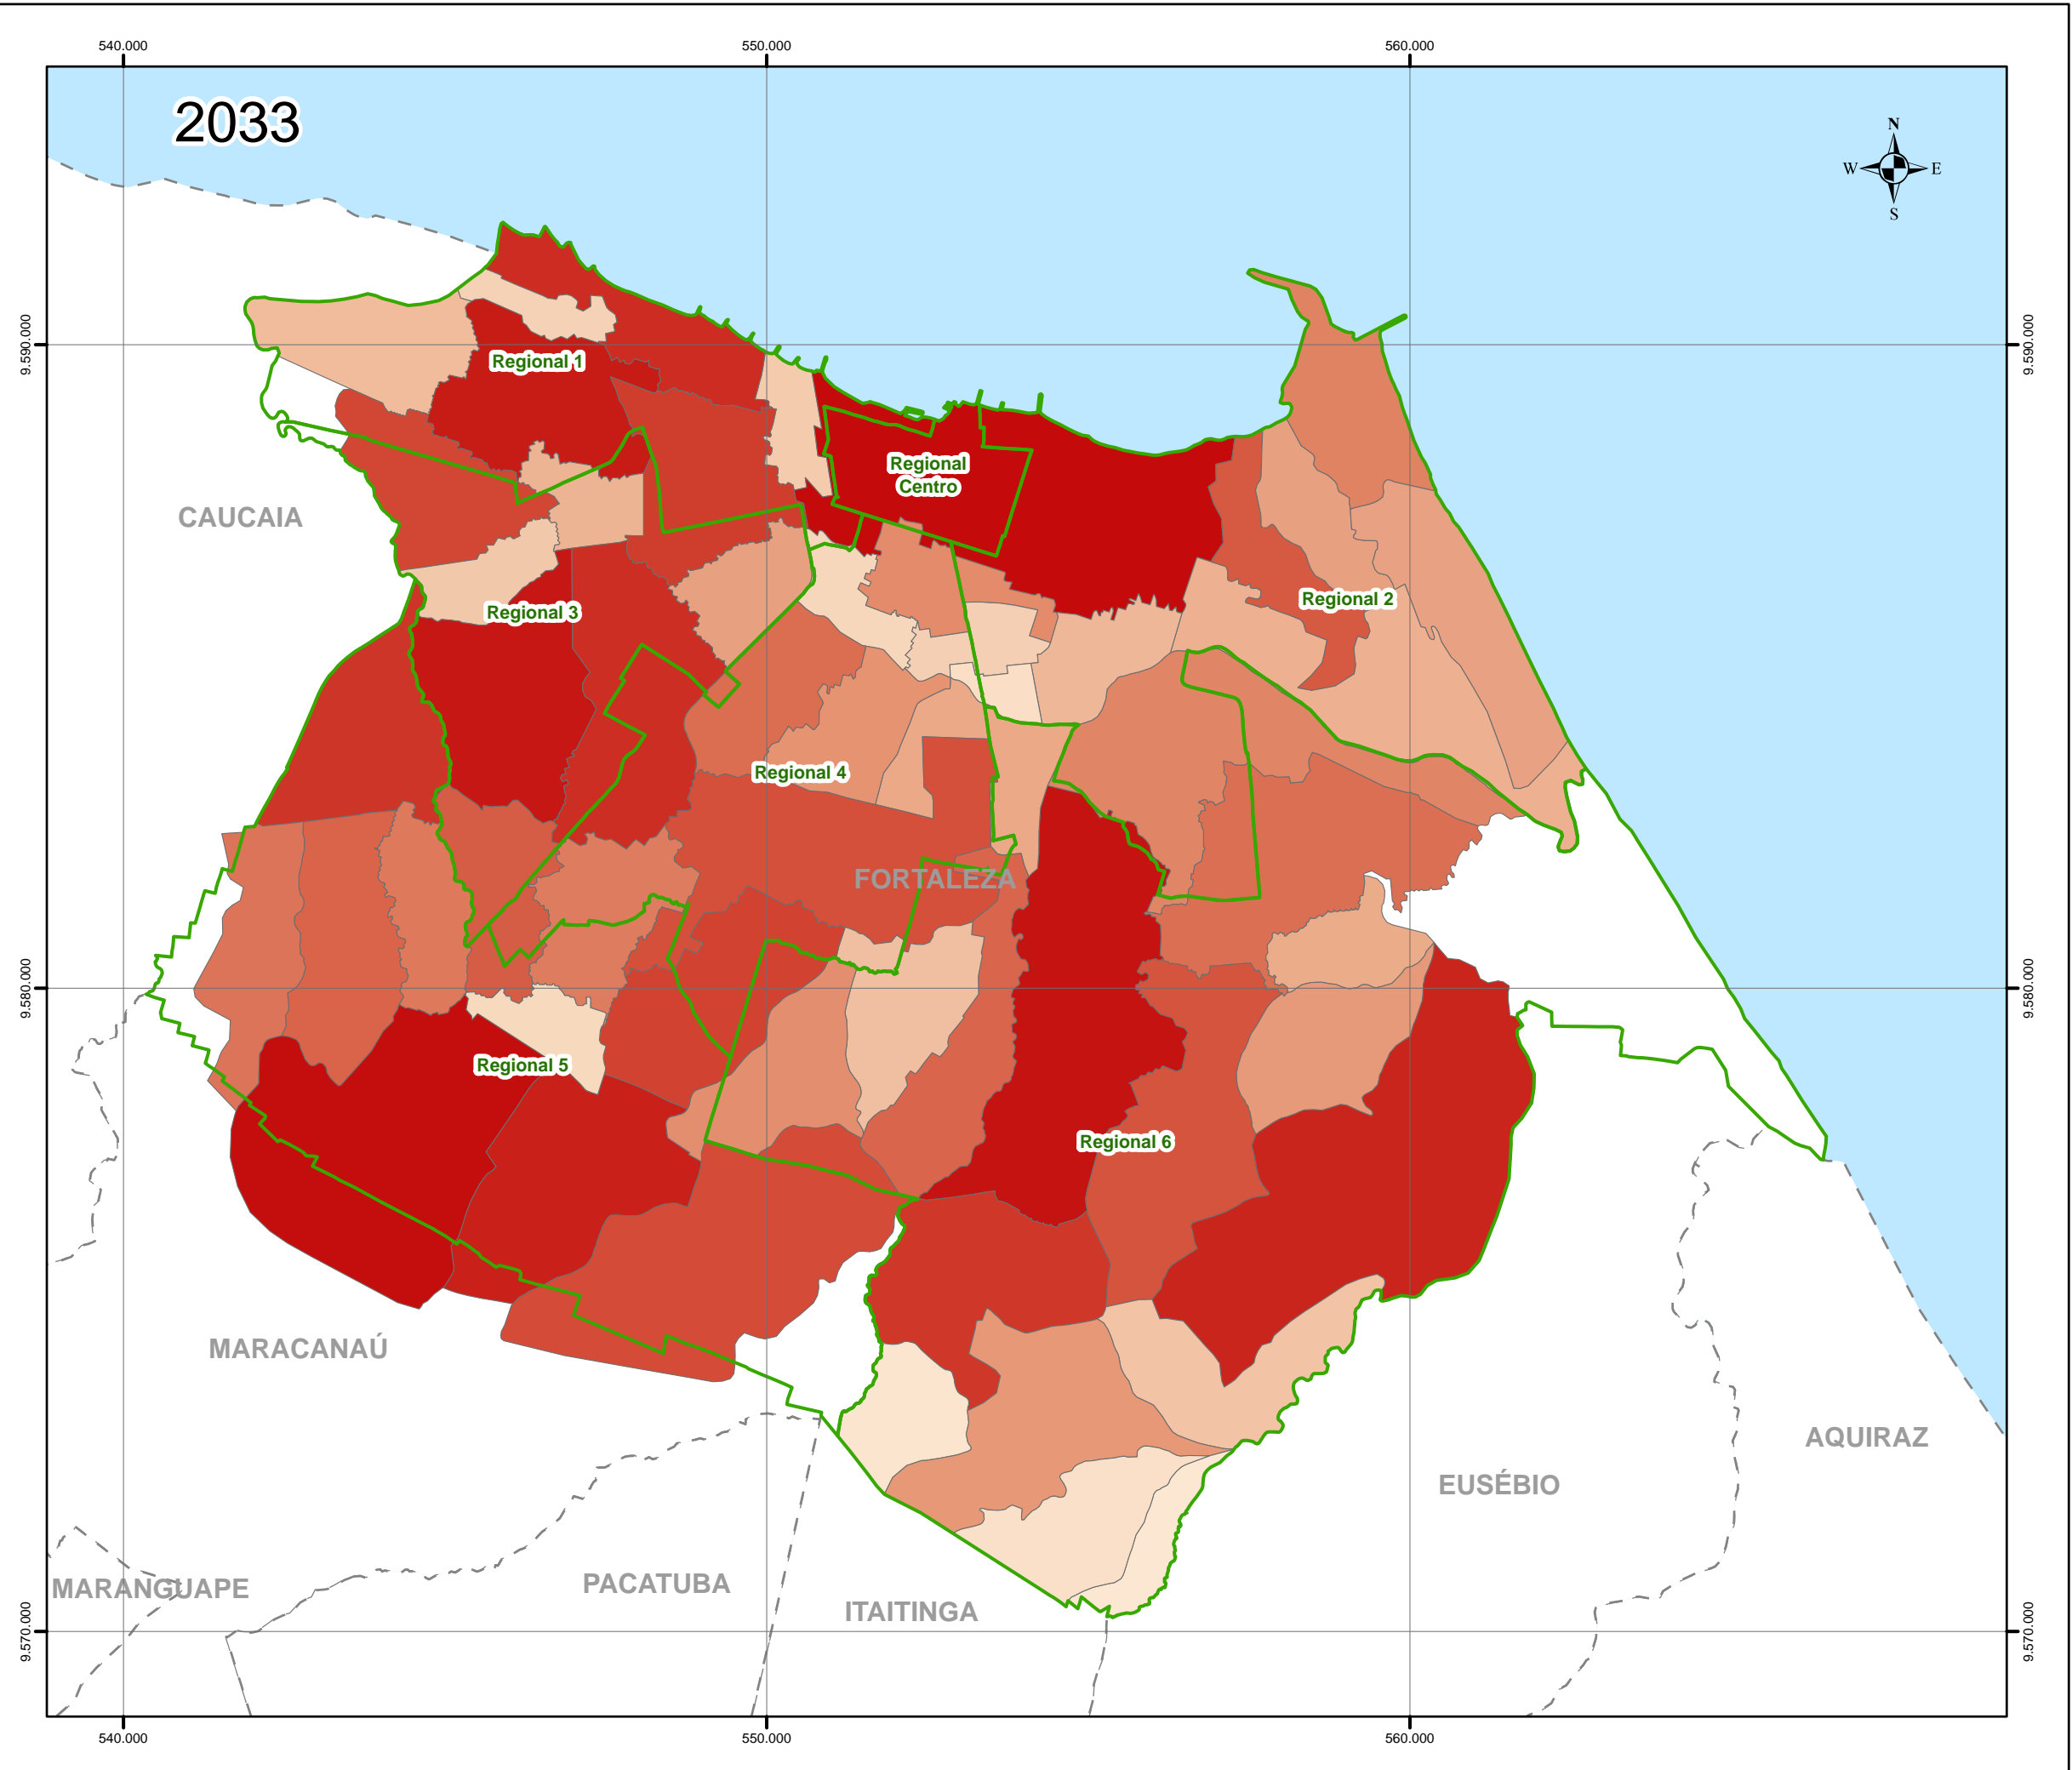 540.000 550.000 560.000
2033
N
W E
S
9.590.000 9.590.000
Regional 1
Regional
Centro
CAUCAIA
Regional 2
Regional 3
Regional 4
FORTALEZA
9.580.000 9.580.000
Regional 5
Regional 6
MARACANAÚ
AQUIRAZ
EUSÉBIO
PACATUBA
MARANGUAPE
ITAITINGA
9.570.000 9.570.000
540.000 550.000 560.000